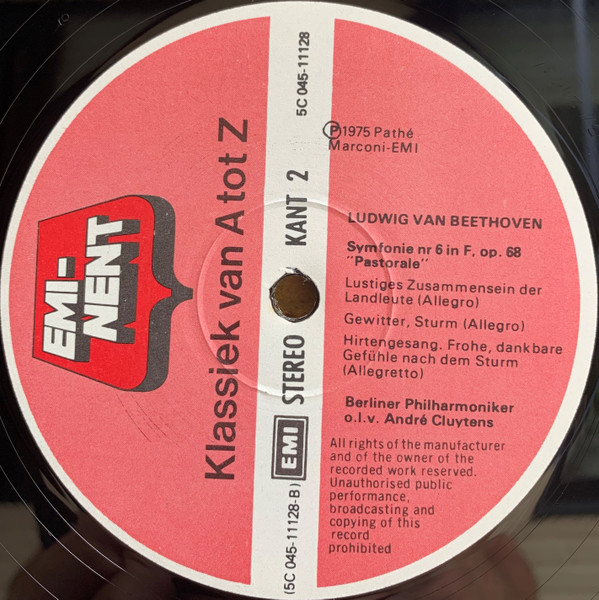 EMI-
NENT
Klassiek van A tot Z
(5C 045-11128-B) EMI STEREO KANT 2 5C 045-11128
Ⓟ1975 Pathé
Marconi-EMI
LUDWIG VAN BEETHOVEN
Symfonie nr 6 in F, op. 68
"Pastorale"
Lustiges Zusammensein der
Landleute (Allegro)
Gewitter, Sturm (Allegro)
Hirtengesang. Frohe, dankbare
Gefühle nach dem Sturm
(Allegretto)
Berliner Philharmoniker
o.l.v. André Cluytens
All rights of the manufacturer
and of the owner of the
recorded work reserved.
Unauthorised public
performance,
broadcasting and
copying of this
record
prohibited